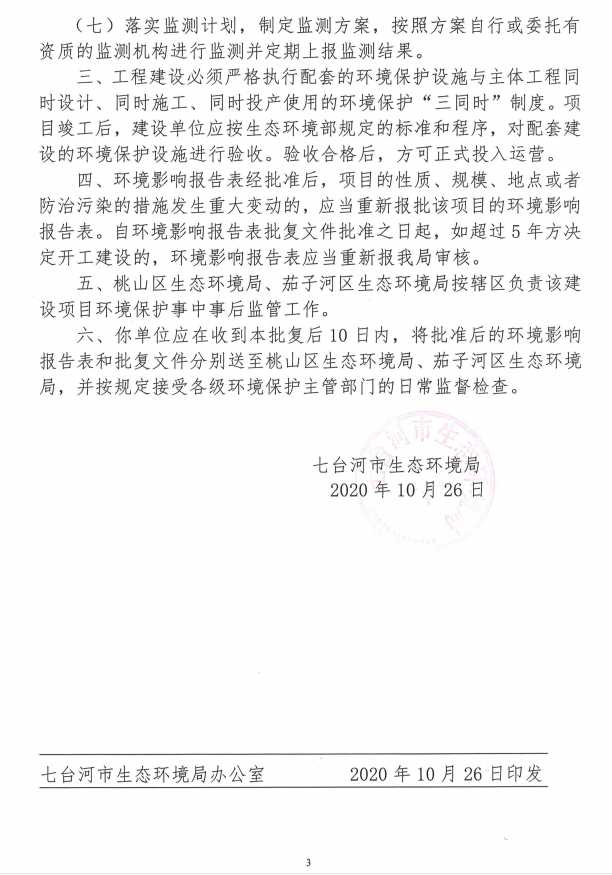 （七）落实监测计划，制定监测方案，按照方案自行或委托有
资质的监测机构进行监测并定期上报监测结果。
三、工程建设必须严格执行配套的环境保护设施与主体工程同
时设计、同时施工、同时投产使用的环境保护“三同时”制度。项
目竣工后，建设单位应按生态环境部规定的标准和程序，对配套建
设的环境保护设施进行验收。验收合格后，方可正式投入运营。
四、环境影响报告表经批准后，项目的性质、规模、地点或者
防治污染的措施发生重大变动的，应当重新报批该项目的环境影响
报告表。自环境影响报告表批复文件批准之日起，如超过 5 年方决
定开工建设的，环境影响报告表应当重新报我局审核。
五、桃山区生态环境局、茄子河区生态环境局按辖区负责该建
设项目环境保护事中事后监管工作。
六、你单位应在收到本批复后 10 日内，将批准后的环境影响
报告表和批复文件分别送至桃山区生态环境局、茄子河区生态环境
局，并按规定接受各级环境保护主管部门的日常监督检查。
七台河市生态环境局
2020 年 10 月 26 日
七台河市生态环境局办公室 2020 年 10 月 26 日印发
3